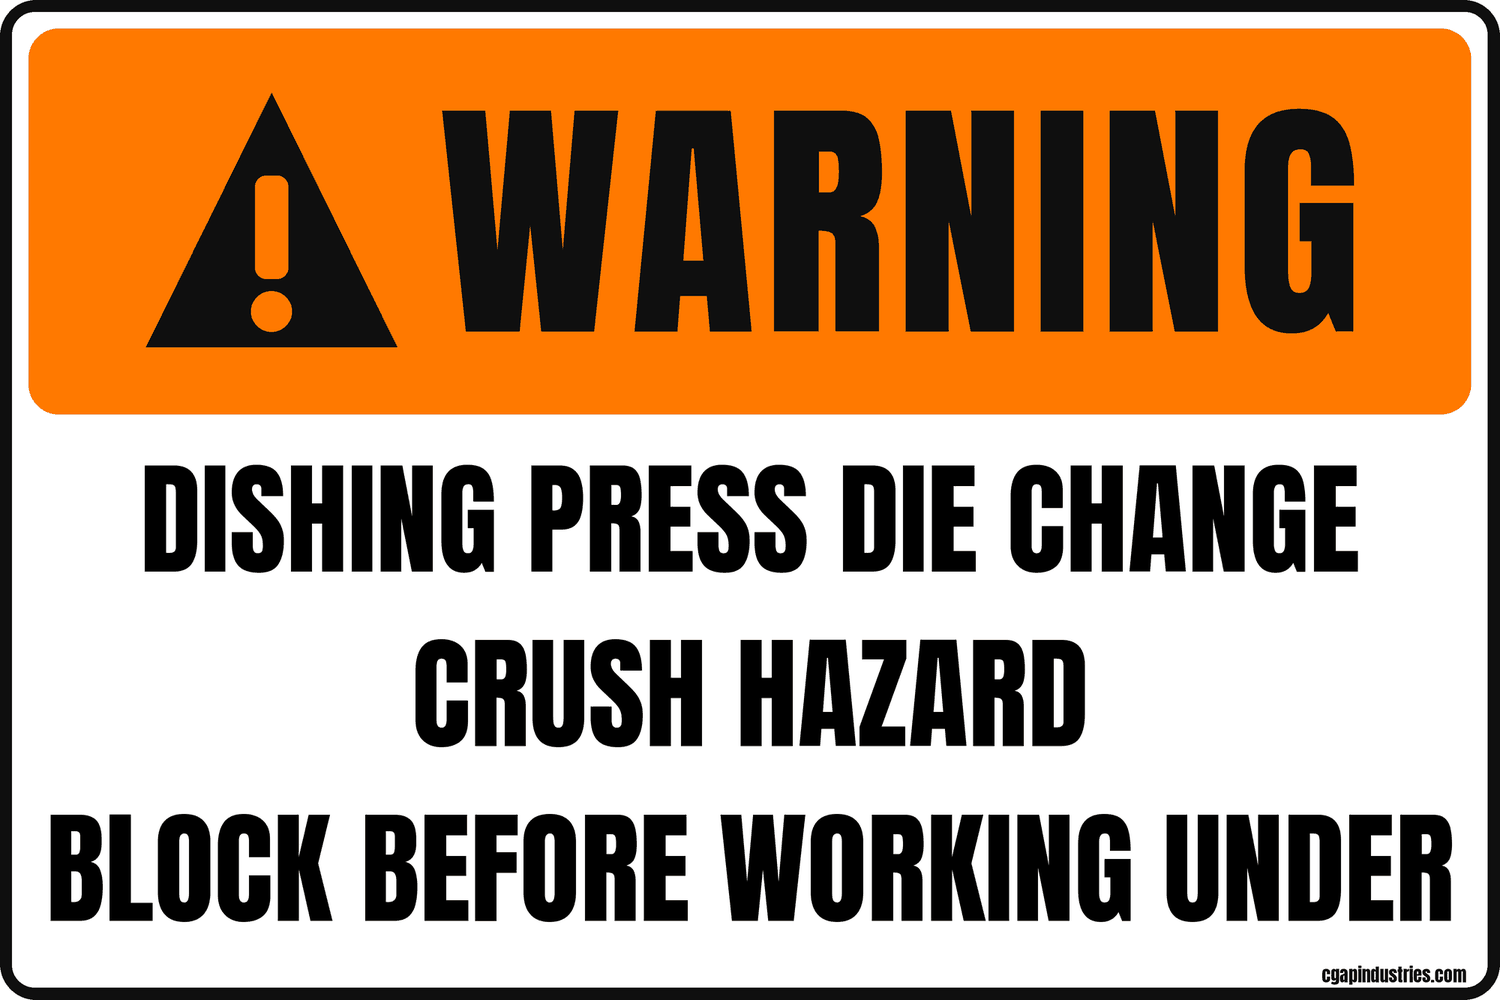 WARNING
DISHING PRESS DIE CHANGE
CRUSH HAZARD
BLOCK BEFORE WORKING UNDER
cgapindustries.com